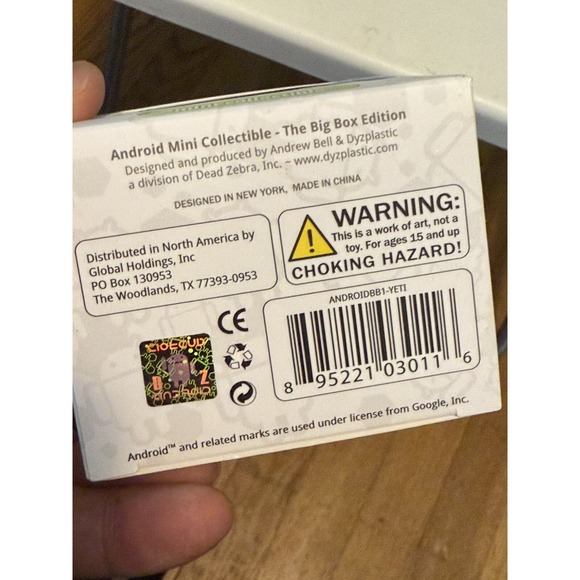 Android Mini Collectible - The Big Box Edition
Designed and produced by Andrew Bell & Dyzplastic
a division of Dead Zebra, Inc. – www.dyzplastic.com
DESIGNED IN NEW YORK, MADE IN CHINA
Distributed in North America by
Global Holdings, Inc
PO Box 130953
The Woodlands, TX 77393-0953
WARNING:
This is a work of art, not a
toy. For ages 15 and up
CHOKING HAZARD!
CE
ANDROIDBB1-YETI
8 95221 03011 6
D Z
android
Android™ and related marks are used under license from Google, Inc.